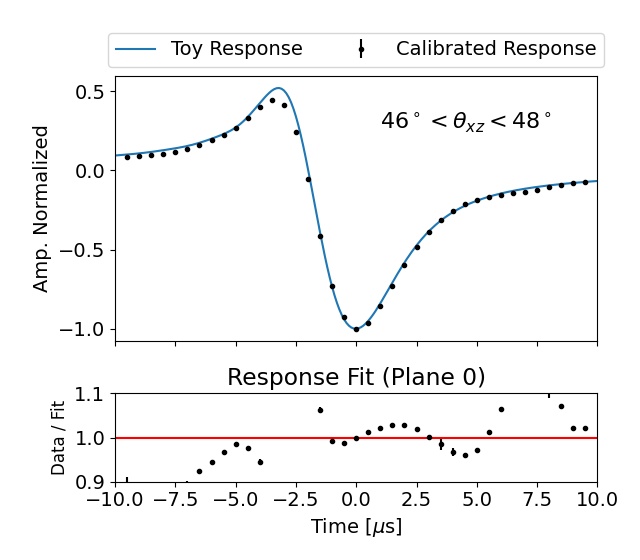 Toy Response Calibrated Response
0.5
0.0
−0.5
−1.0
Amp. Normalized
46° < θxz < 48°
Response Fit (Plane 0)
1.1
1.0
0.9
Data / Fit
−10.0 −7.5 −5.0 −2.5 0.0 2.5 5.0 7.5 10.0
Time [μs]